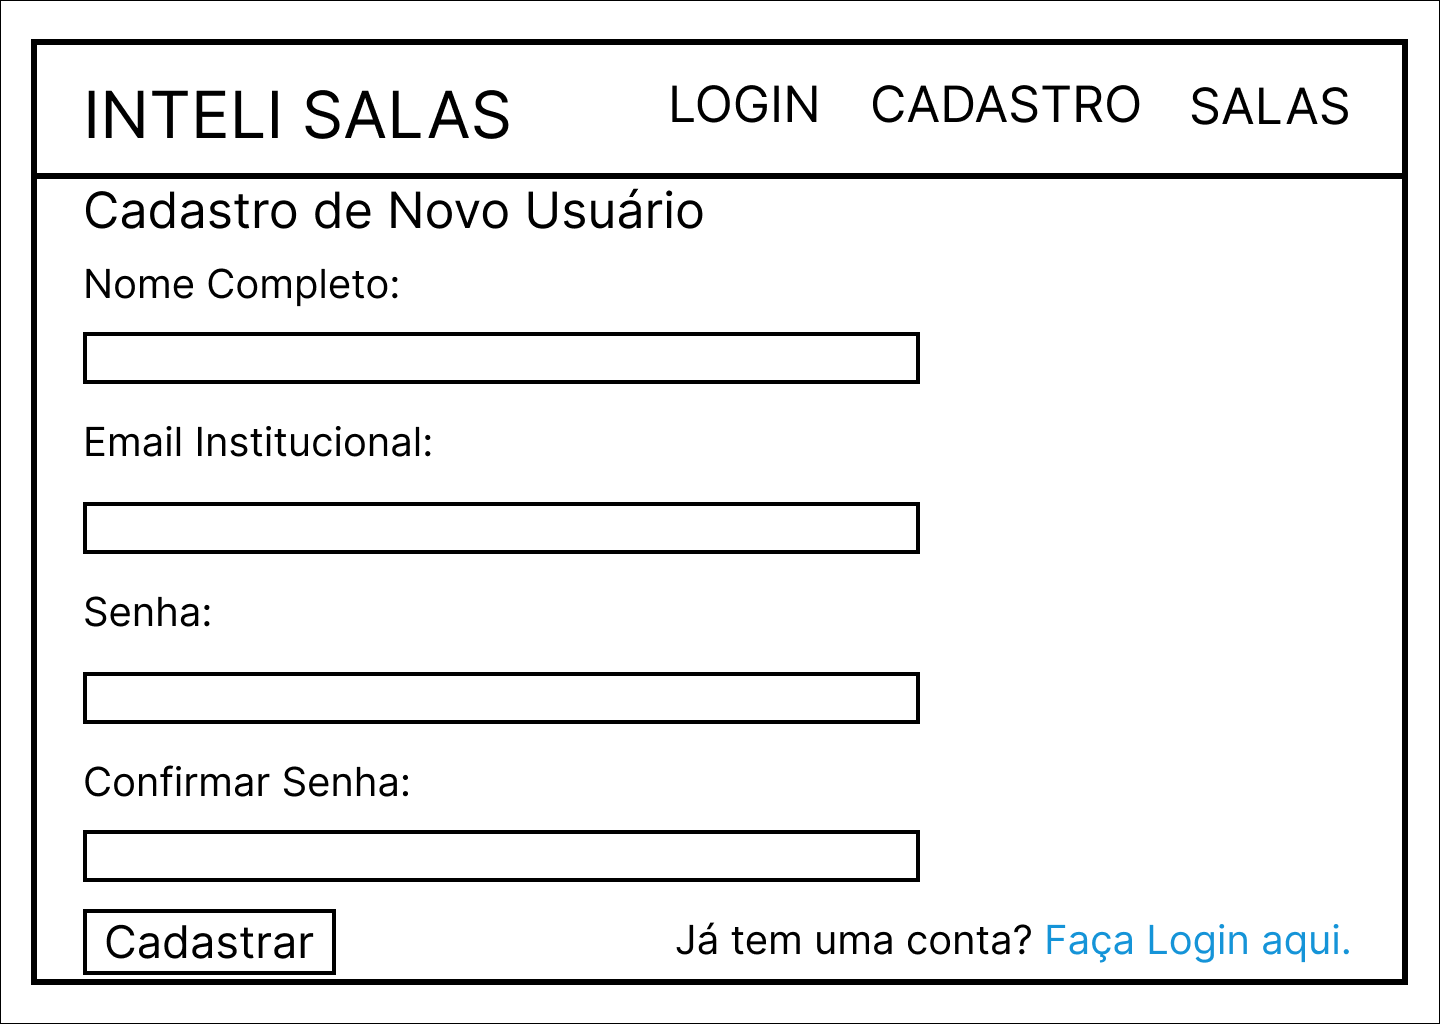 INTELI SALAS LOGIN CADASTRO SALAS
Cadastro de Novo Usuário
Nome Completo:
Email Institucional:
Senha:
Confirmar Senha:
Cadastrar Já tem uma conta? Faça Login aqui.